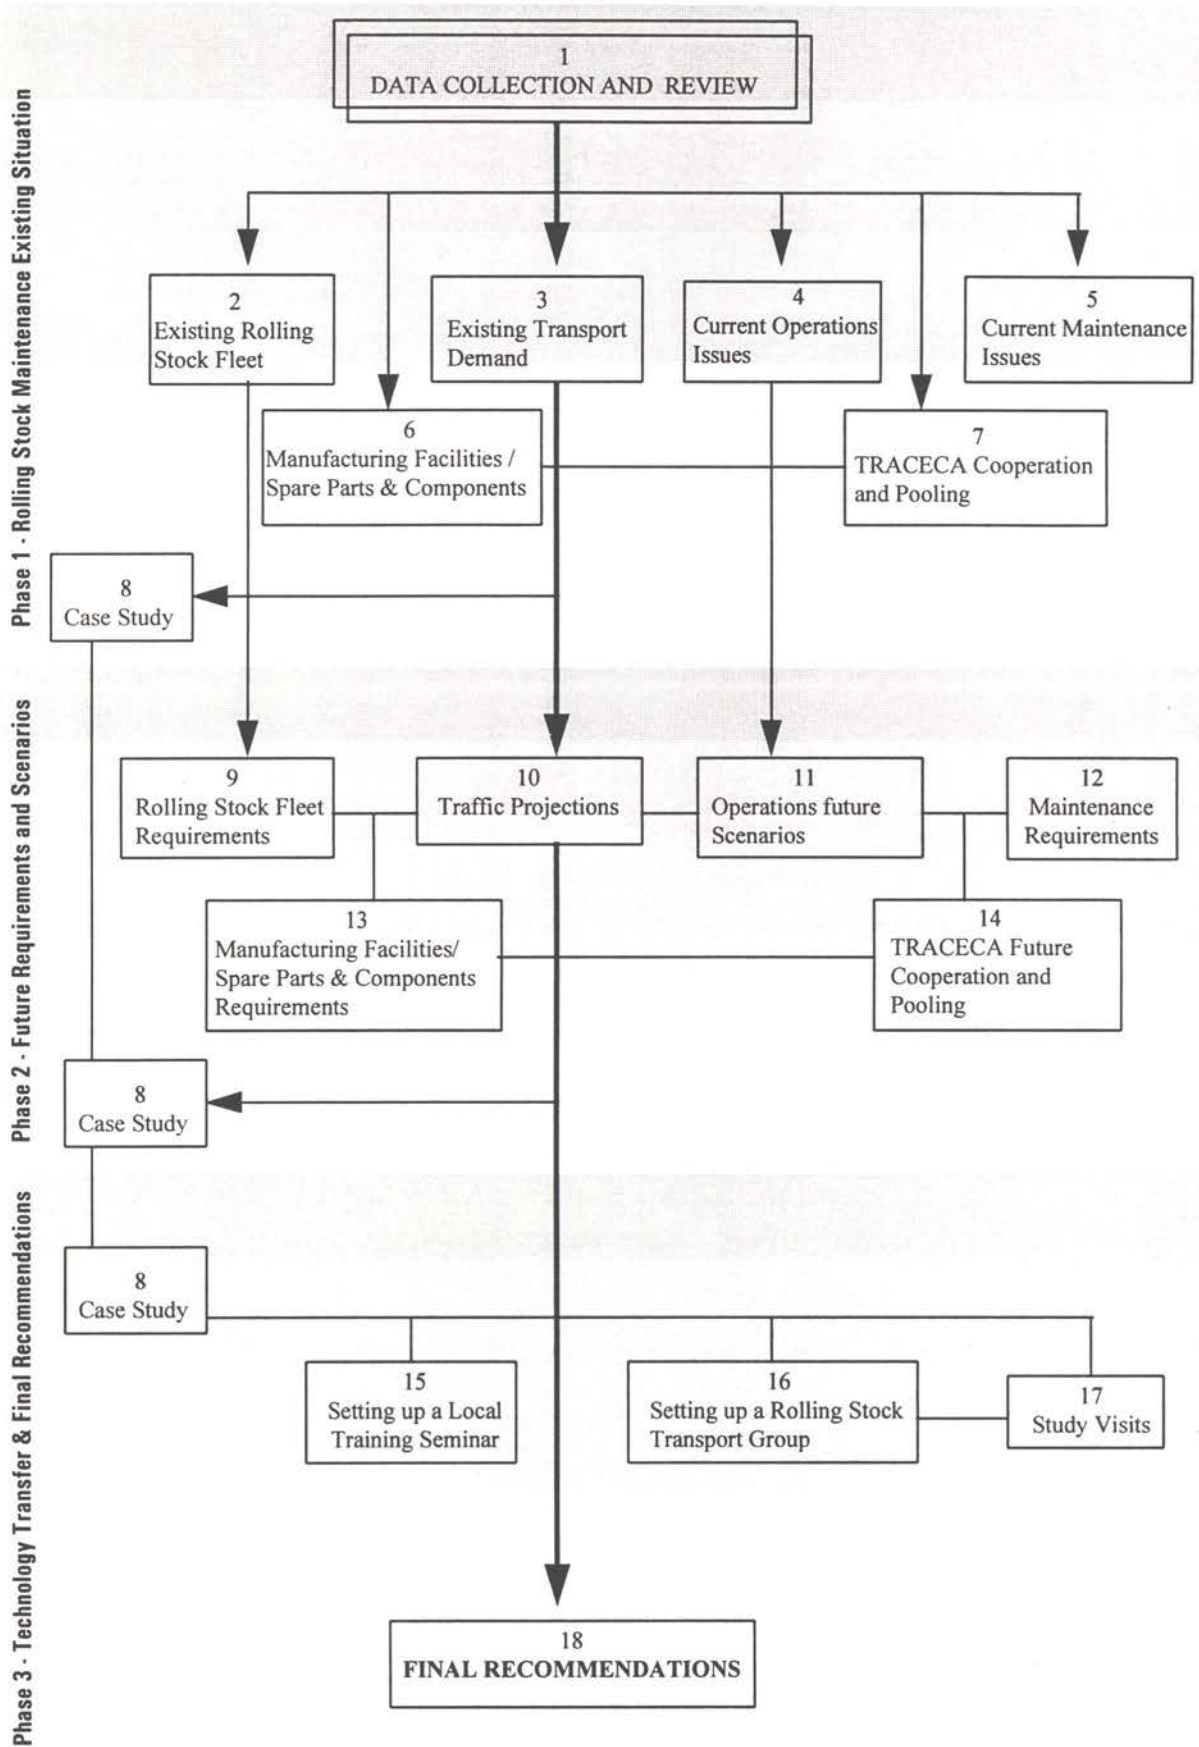 1
DATA COLLECTION AND REVIEW
Phase 1 - Rolling Stock Maintenance Existing Situation
2
Existing Rolling
Stock Fleet
3
Existing Transport
Demand
4
Current Operations
Issues
5
Current Maintenance
Issues
6
Manufacturing Facilities /
Spare Parts & Components
7
TRACECA Cooperation
and Pooling
8
Case Study
Phase 2 - Future Requirements and Scenarios
9
Rolling Stock Fleet
Requirements
10
Traffic Projections
11
Operations future
Scenarios
12
Maintenance
Requirements
13
Manufacturing Facilities/
Spare Parts & Components
Requirements
14
TRACECA Future
Cooperation and
Pooling
8
Case Study
Phase 3 - Technology Transfer & Final Recommendations
8
Case Study
15
Setting up a Local
Training Seminar
16
Setting up a Rolling Stock
Transport Group
17
Study Visits
18
FINAL RECOMMENDATIONS